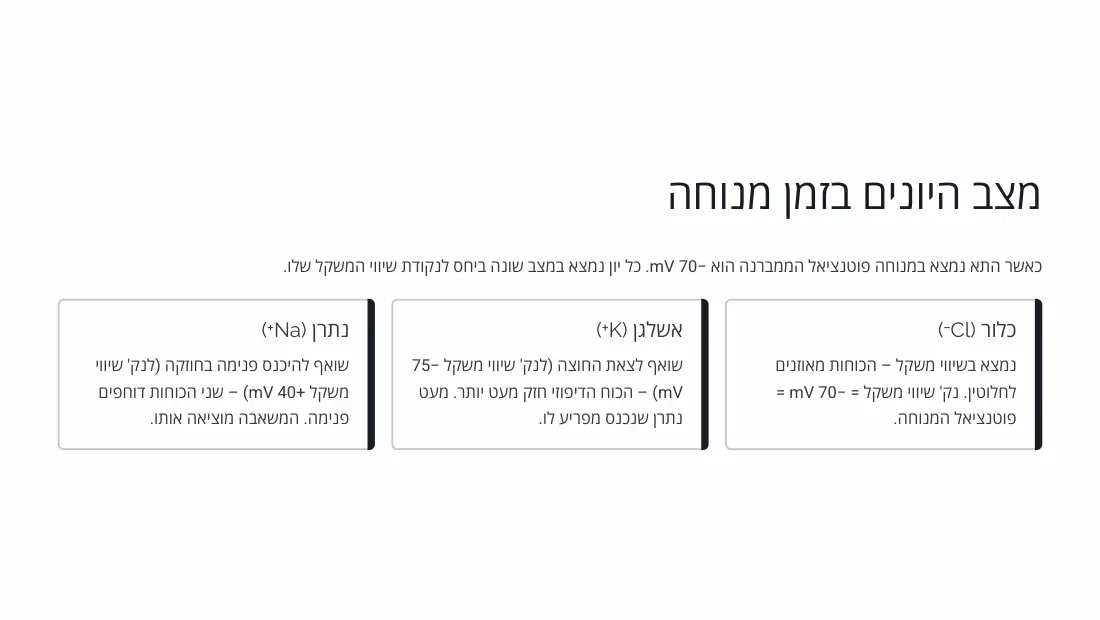 מצב היונים בזמן מנוחה
כאשר התא נמצא במנוחה פוטנציאל הממברנה הוא −70 mV. כל יון נמצא במצב שונה ביחס לנקודת שיווי המשקל שלו.
כלור (Cl⁻)
נמצא בשיווי משקל – הכוחות מאוזנים
לחלוטין. נק' שיווי משקל = −70 mV =
פוטנציאל המנוחה.
אשלגן (K⁺)
שואף לצאת החוצה (לנק' שיווי משקל −75
mV) – הכוח הדיפוזי חזק מעט יותר. מעט
נתרן שנכנס מפריע לו.
נתרן (Na⁺)
שואף להיכנס פנימה בחוזקה (לנק' שיווי
משקל +40 mV) – שני הכוחות דוחפים
פנימה. המשאבה מוציאה אותו.